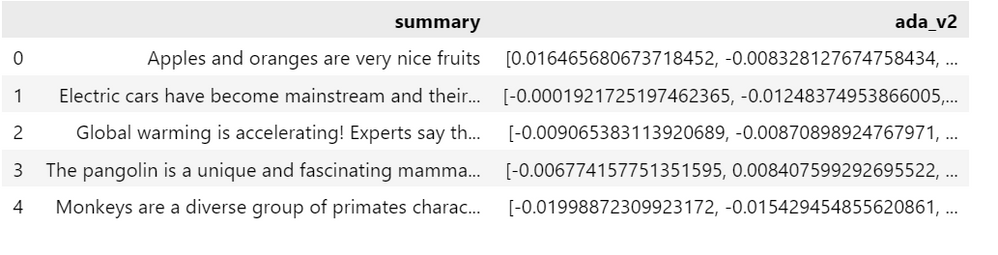 summary ada_v2
0 Apples and oranges are very nice fruits [0.016465680673718452, -0.008328127674758434, ...
1 Electric cars have become mainstream and their... [-0.0001921725197462365, -0.01248374953866005,...
2 Global warming is accelerating! Experts say th... [-0.009065383113920689, -0.00870898924767971, ...
3 The pangolin is a unique and fascinating mamma... [-0.006774157751351595, 0.008407599292695522, ...
4 Monkeys are a diverse group of primates charac... [-0.01998872309923172, -0.015429454855620861, ...